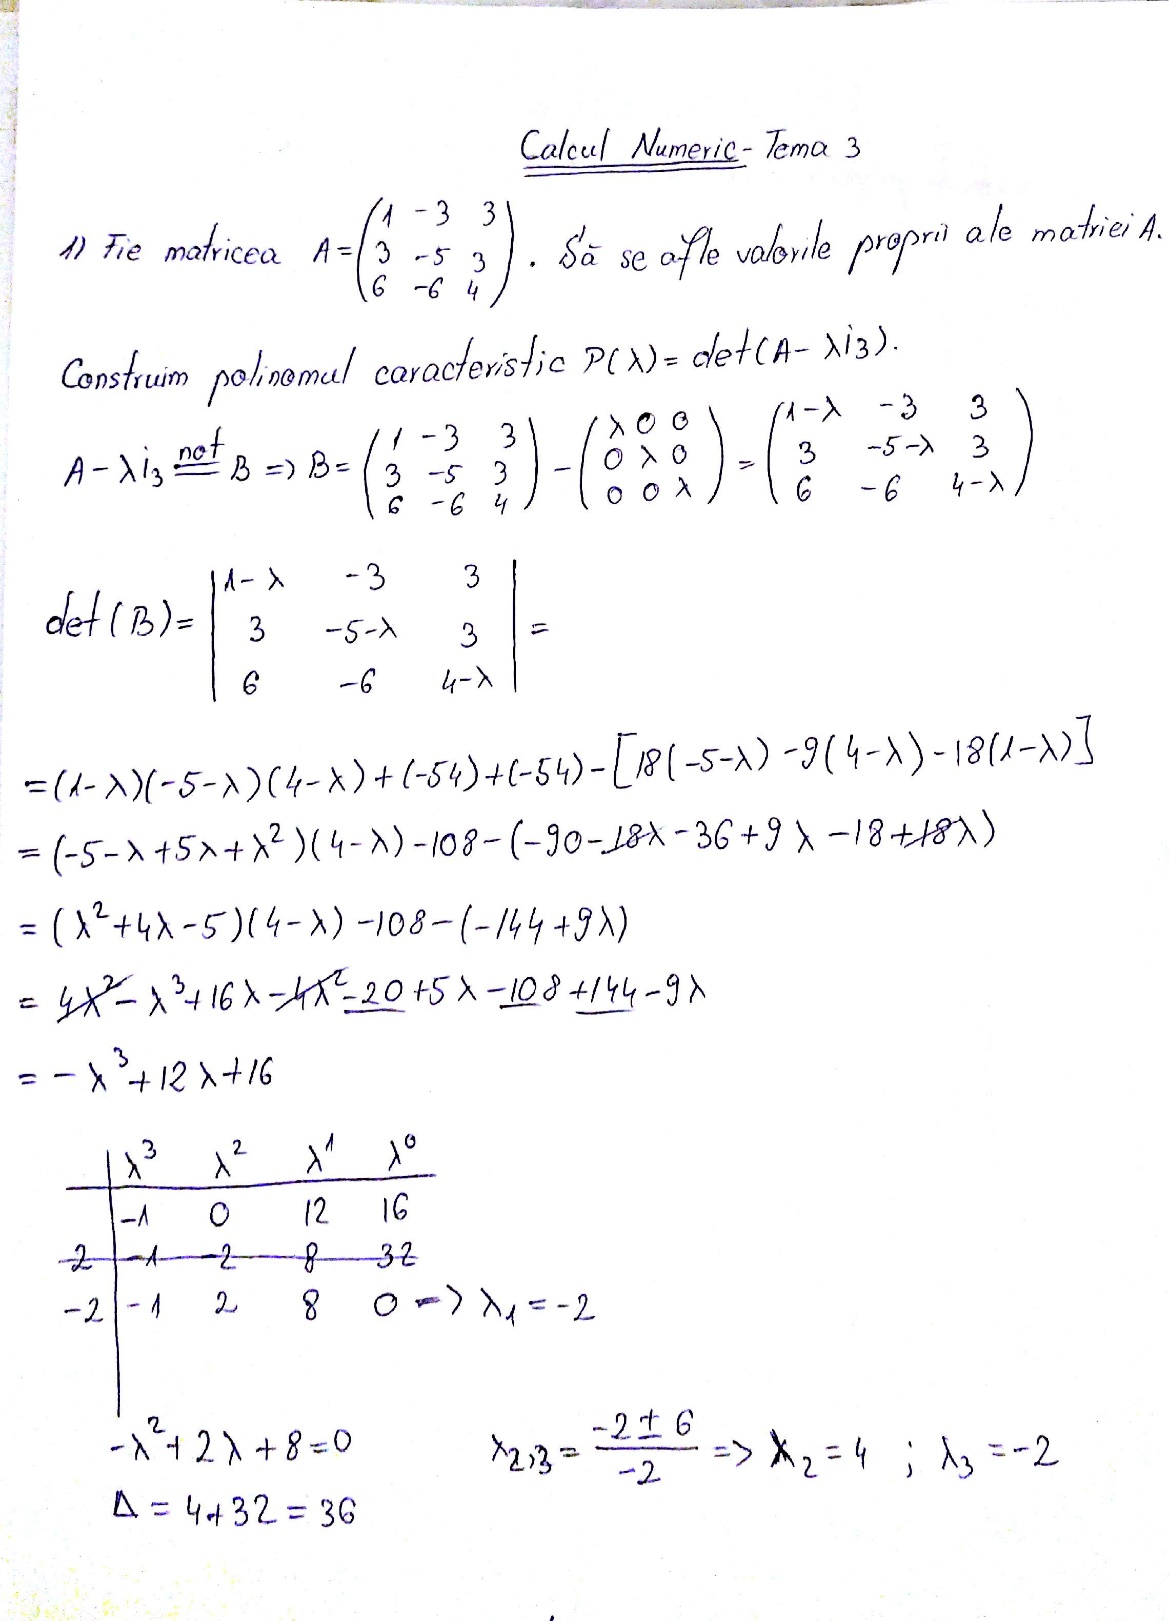 Calcul Numeric - Tema 3
1) Fie matricea A = (1 -3 3; 3 -5 3; 6 -6 4). Să se afle valorile proprii ale matriei A.
Construim polinomul caracteristic P(λ) = det(A - λi3).
A - λi3 not= B => B = (1 -3 3; 3 -5 3; 6 -6 4) - (λ 0 0; 0 λ 0; 0 0 λ) = (1-λ -3 3; 3 -5-λ 3; 6 -6 4-λ)
det(B) = |1-λ -3 3; 3 -5-λ 3; 6 -6 4-λ| =
= (1-λ)(-5-λ)(4-λ) + (-54) + (-54) - [18(-5-λ) - 9(4-λ) - 18(1-λ)]
= (-5-λ+5λ+λ²)(4-λ) - 108 - (-90 - 18λ - 36 + 9λ - 18 + 18λ)
= (λ²+4λ-5)(4-λ) - 108 - (-144 + 9λ)
= 4λ² - λ³ + 16λ - 4λ² - 20 + 5λ - 108 + 144 - 9λ
= -λ³ + 12λ + 16
λ³ λ² λ¹ λ⁰
-1 0 12 16
2 -1 -2 8 32
-2 -1 2 8 0 => λ1 = -2
-λ² + 2λ + 8 = 0 λ2,3 = (-2 ± 6)/-2 => λ2 = 4 ; λ3 = -2
Δ = 4 + 32 = 36